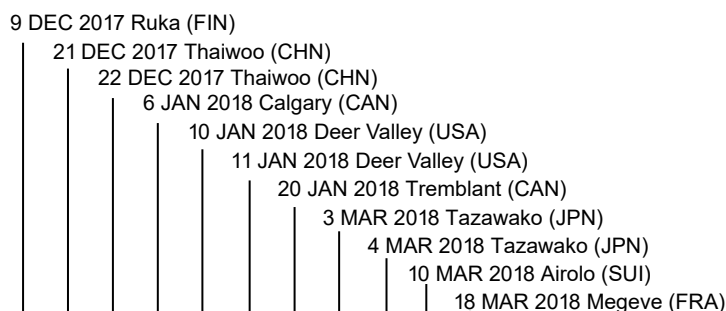 9 DEC 2017 Ruka (FIN)
21 DEC 2017 Thaiwoo (CHN)
22 DEC 2017 Thaiwoo (CHN)
6 JAN 2018 Calgary (CAN)
10 JAN 2018 Deer Valley (USA)
11 JAN 2018 Deer Valley (USA)
20 JAN 2018 Tremblant (CAN)
3 MAR 2018 Tazawako (JPN)
4 MAR 2018 Tazawako (JPN)
10 MAR 2018 Airolo (SUI)
18 MAR 2018 Megeve (FRA)